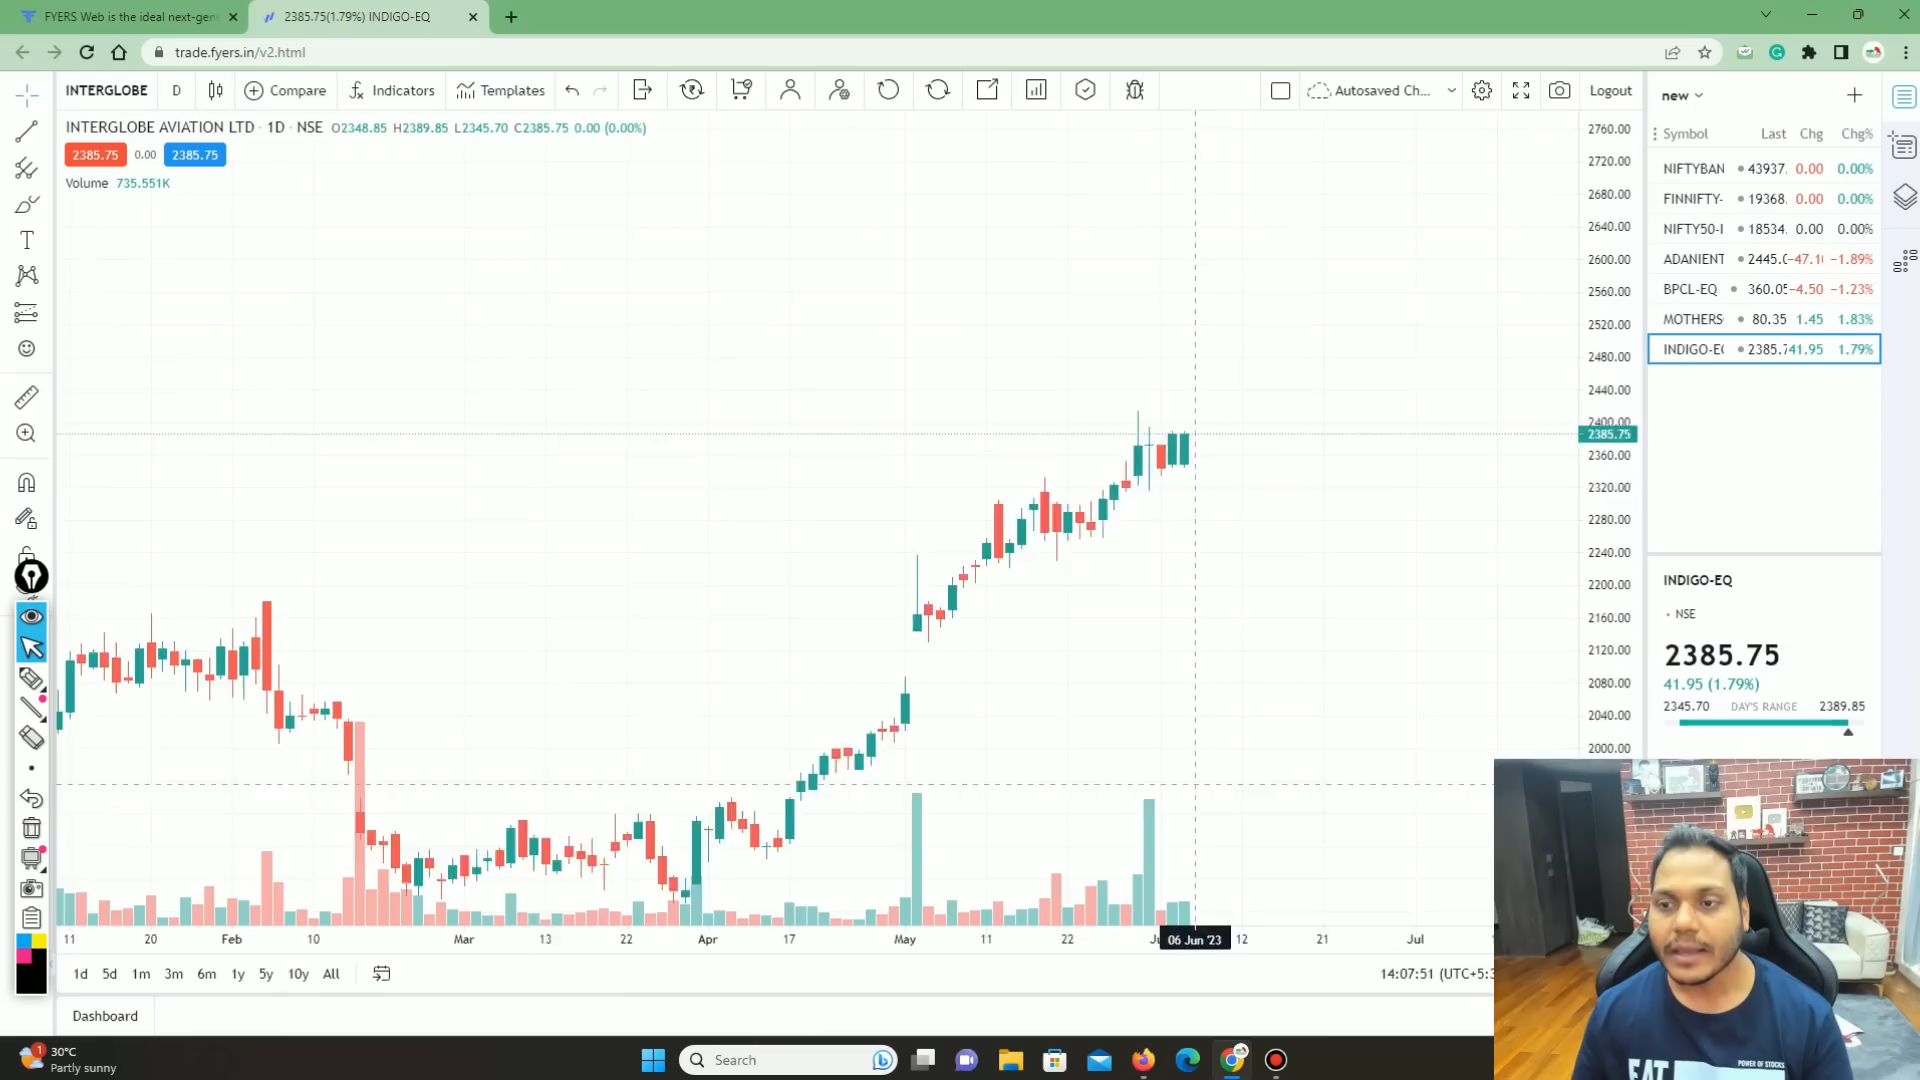 FYERS Web is the ideal next-gen
2385.75(1.79%) INDIGO-EQ
trade.fyers.in/v2.html
INTERGLOBE D Compare Indicators Templates Autosaved Ch... Logout
INTERGLOBE AVIATION LTD · 1D · NSE O2348.85 H2389.85 L2345.70 C2385.75 0.00 (0.00%)
2385.75 0.00 2385.75
Volume 735.551K
2760.00
2720.00
2680.00
2640.00
2600.00
2560.00
2520.00
2480.00
2440.00
2400.00
2385.75
2360.00
2320.00
2280.00
2240.00
2200.00
2160.00
2120.00
2080.00
2040.00
2000.00
11 20 Feb 10 Mar 13 22 Apr 17 May 11 22 06 Jun '23 12 21 Jul
1d 5d 1m 3m 6m 1y 5y 10y All
14:07:51 (UTC+5:3
Dashboard
new
Symbol Last Chg Chg%
NIFTYBAN 43937. 0.00 0.00%
FINNIFTY- 19368. 0.00 0.00%
NIFTY50-I 18534. 0.00 0.00%
ADANIENT 2445.0 -47.1 -1.89%
BPCL-EQ 360.05 -4.50 -1.23%
MOTHERS 80.35 1.45 1.83%
INDIGO-E 2385.7 41.95 1.79%
INDIGO-EQ
· NSE
2385.75
41.95 (1.79%)
2345.70 DAY'S RANGE 2389.85
EAT
POWER OF STOCKS
1
30°C
Partly sunny
Search